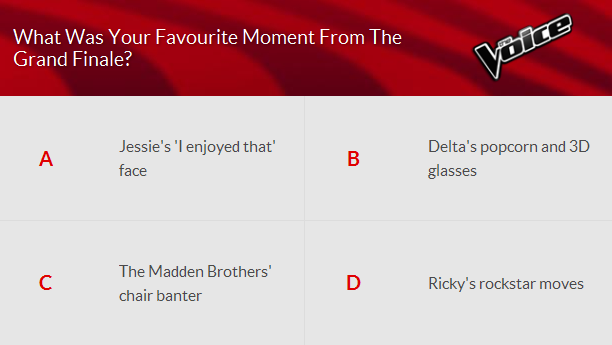 What Was Your Favourite Moment From The
Grand Finale?
THE
Voice
A
Jessie's 'I enjoyed that'
face
B
Delta's popcorn and 3D
glasses
C
The Madden Brothers'
chair banter
D
Ricky's rockstar moves